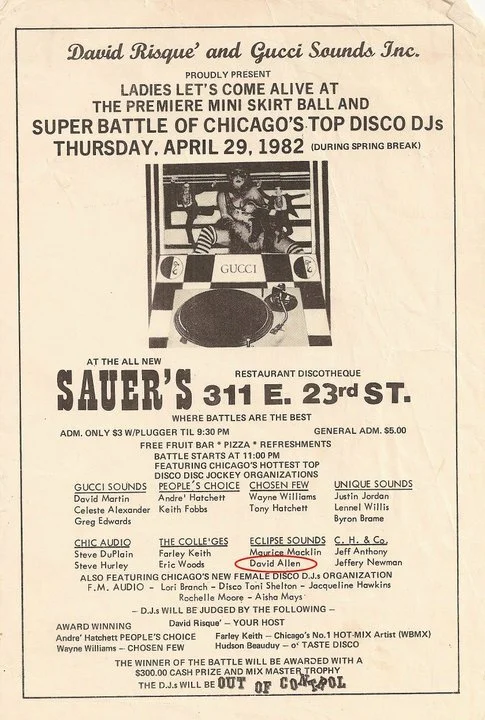 David Risque' and Gucci Sounds Inc.
PROUDLY PRESENT
LADIES LET'S COME ALIVE AT
THE PREMIERE MINI SKIRT BALL AND
SUPER BATTLE OF CHICAGO'S TOP DISCO DJs
THURSDAY, APRIL 29, 1982 (DURING SPRING BREAK)
GUCCI
AT THE ALL NEW
RESTAURANT DISCOTHEQUE
SAUER'S 311 E. 23rd ST.
WHERE BATTLES ARE THE BEST
ADM. ONLY $3 W/PLUGGER TIL 9:30 PM GENERAL ADM. $5.00
FREE FRUIT BAR * PIZZA * REFRESHMENTS
BATTLE STARTS AT 11:00 PM
FEATURING CHICAGO'S HOTTEST TOP
DISCO DISC JOCKEY ORGANIZATIONS
GUCCI SOUNDS PEOPLE'S CHOICE CHOSEN FEW UNIQUE SOUNDS
David Martin Andre' Hatchett Wayne Williams Justin Jordan
Celeste Alexander Keith Fobbs Tony Hatchett Lennel Willis
Greg Edwards Byron Brame
CHIC AUDIO THE COLLE'GES ECLIPSE SOUNDS C. H. & Co.
Steve DuPlain Farley Keith Maurice Macklin Jeff Anthony
Steve Hurley Eric Woods David Allen Jeffery Newman
ALSO FEATURING CHICAGO'S NEW FEMALE DISCO D.J.s ORGANIZATION
F.M. AUDIO - Lori Branch - Disco Toni Shelton - Jacqueline Hawkins
Rochelle Moore - Aisha Mays
- D.J.s WILL BE JUDGED BY THE FOLLOWING -
David Risque' - YOUR HOST
AWARD WINNING
Andre' Hatchett PEOPLE'S CHOICE Farley Keith - Chicago's No.1 HOT-MIX Artist (WBMX)
Wayne Williams - CHOSEN FEW Hudson Beauduy - o' TASTE DISCO
THE WINNER OF THE BATTLE WILL BE AWARDED WITH A
$300.00 CASH PRIZE AND MIX MASTER TROPHY
THE D.J.s WILL BE OUT OF CONTROL